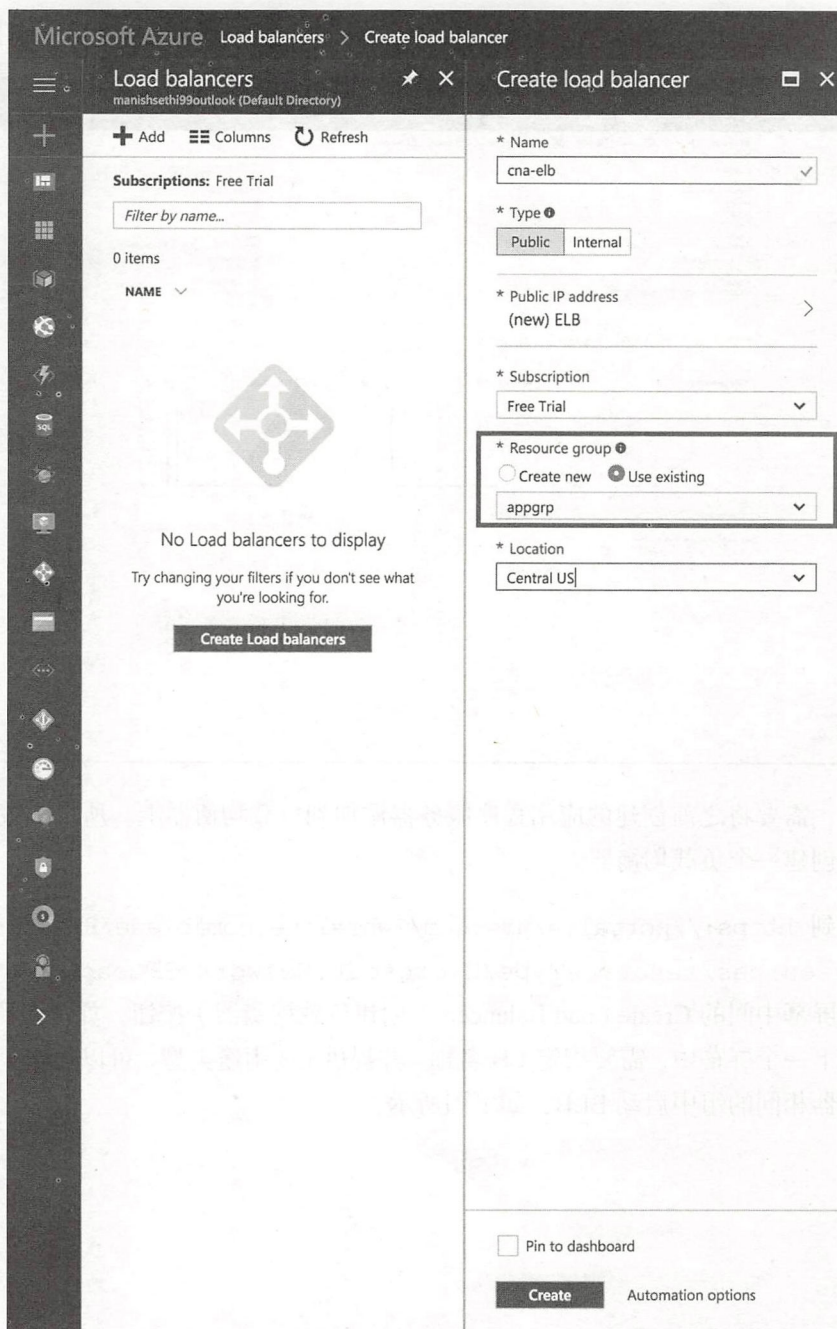 Microsoft Azure Load balancers > Create load balancer
Load balancers
manishsethi99outlook (Default Directory)
Add Columns Refresh
Subscriptions: Free Trial
Filter by name...
0 items
NAME
No Load balancers to display
Try changing your filters if you don't see what
you're looking for.
Create Load balancers
SQL
Create load balancer
* Name
cna-elb
* Type
Public Internal
* Public IP address
(new) ELB
* Subscription
Free Trial
* Resource group
Create new Use existing
appgrp
* Location
Central US
Pin to dashboard
Create Automation options